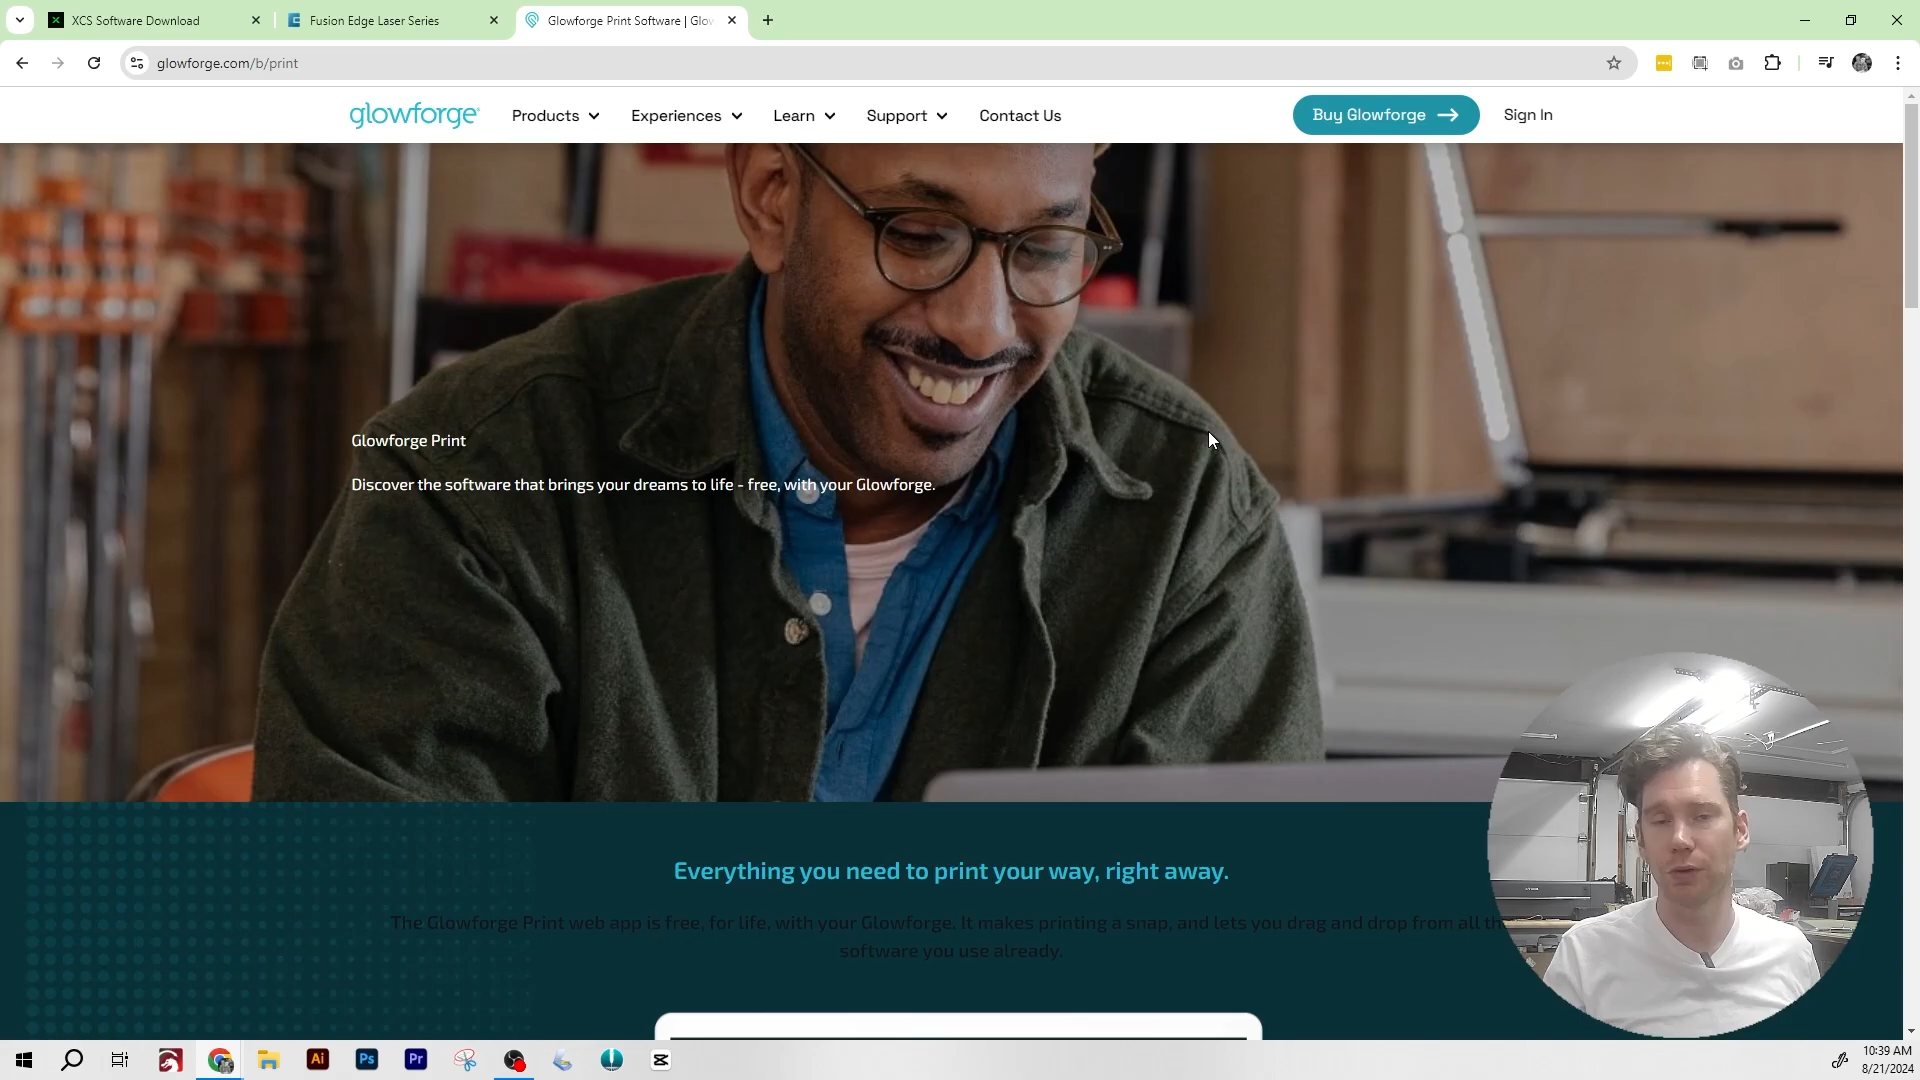 XCS Software Download
Fusion Edge Laser Series
Glowforge Print Software | Glow
glowforge.com/b/print
glowforge
Products
Experiences
Learn
Support
Contact Us
Buy Glowforge
Sign In
Glowforge Print
Discover the software that brings your dreams to life - free, with your Glowforge.
Everything you need to print your way, right away.
The Glowforge Print web app is free, for life, with your Glowforge. It makes printing a snap, and lets you drag and drop from all
software you use already.
Ai
Ps
Pr
10:39 AM
8/21/2024